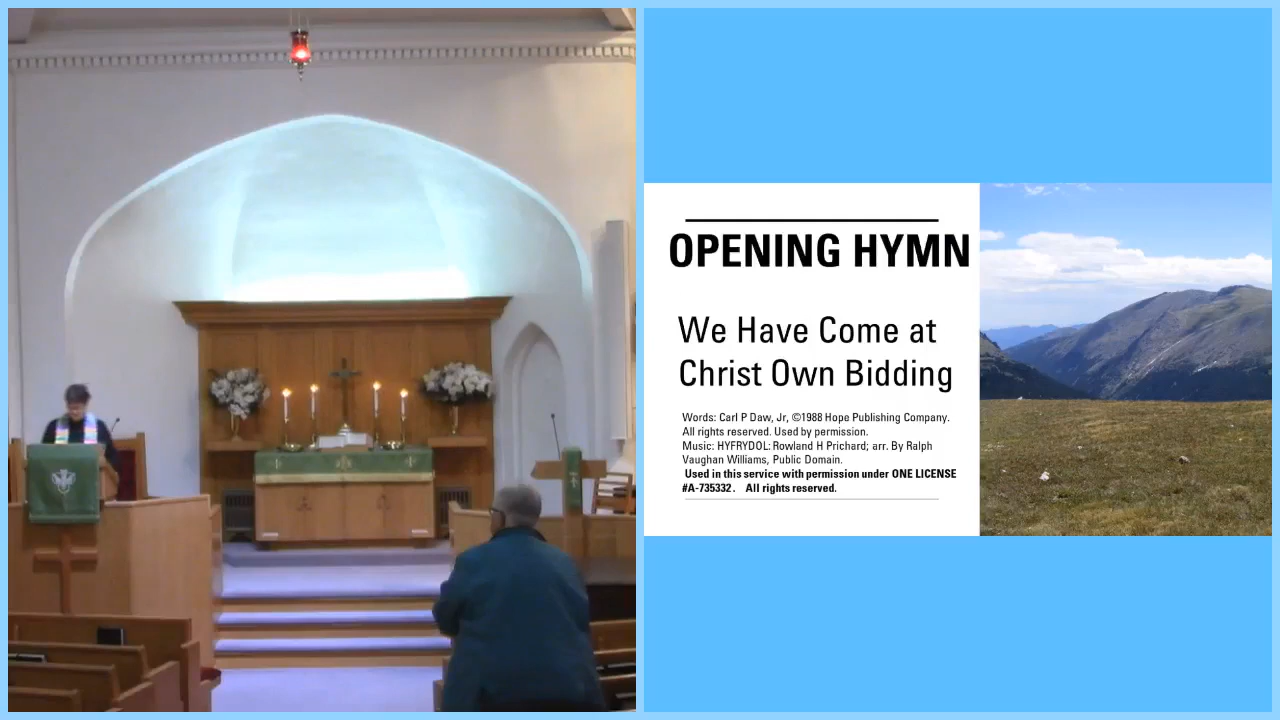 OPENING HYMN
We Have Come at
Christ Own Bidding
Words: Carl P Daw, Jr, ©1988 Hope Publishing Company.
All rights reserved. Used by permission.
Music: HYFRYDOL: Rowland H Prichard; arr. By Ralph
Vaughan Williams, Public Domain.
Used in this service with permission under ONE LICENSE
#A-735332. All rights reserved.